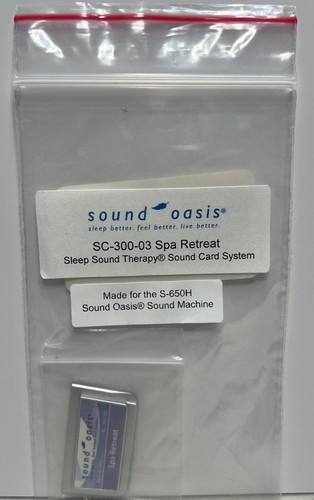 sound oasis®
sleep better. feel better. live better.
SC-300-03 Spa Retreat
Sleep Sound Therapy® Sound Card System
Made for the S-650H
Sound Oasis® Sound Machine
sound oasis
Spa Retreat